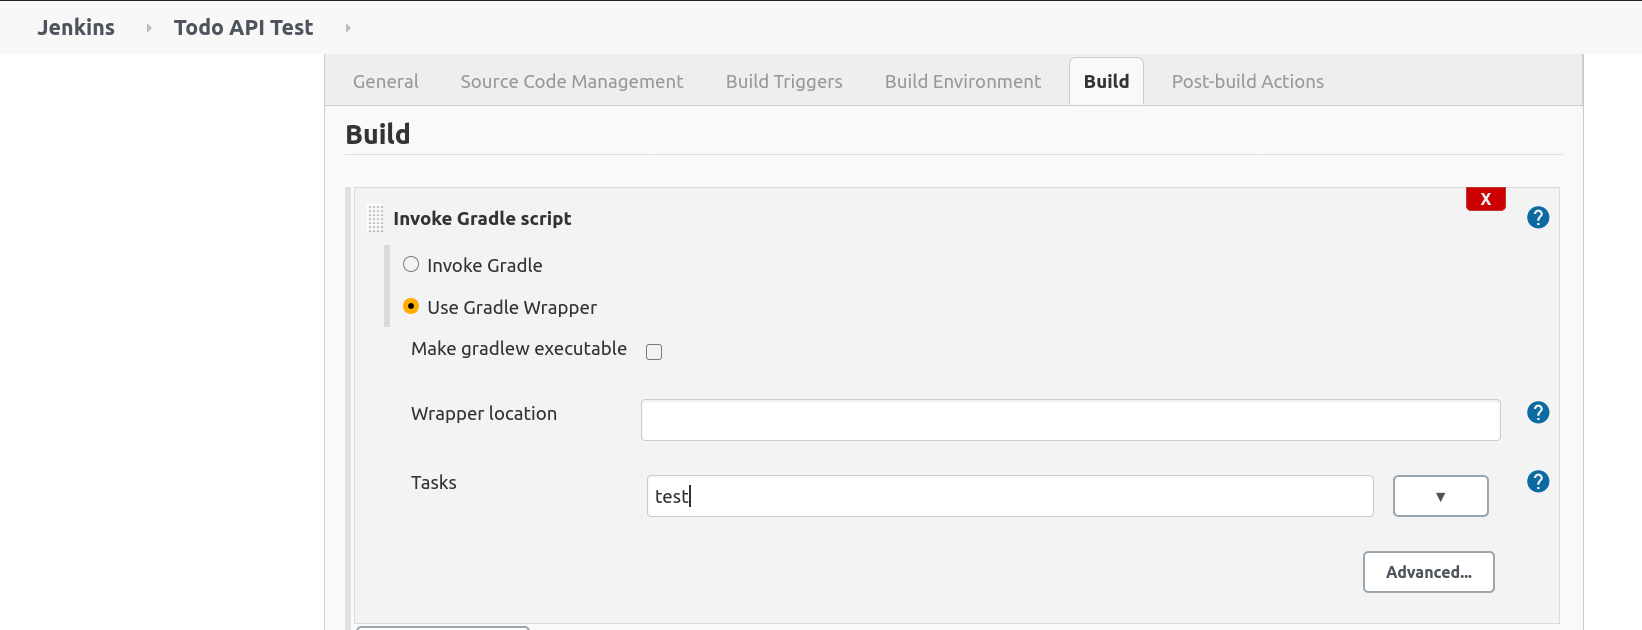 Jenkins Todo API Test
General Source Code Management Build Triggers Build Environment Build Post-build Actions
Build
X
Invoke Gradle script ?
Invoke Gradle
Use Gradle Wrapper
Make gradlew executable
Wrapper location ?
Tasks test ▼ ?
Advanced...